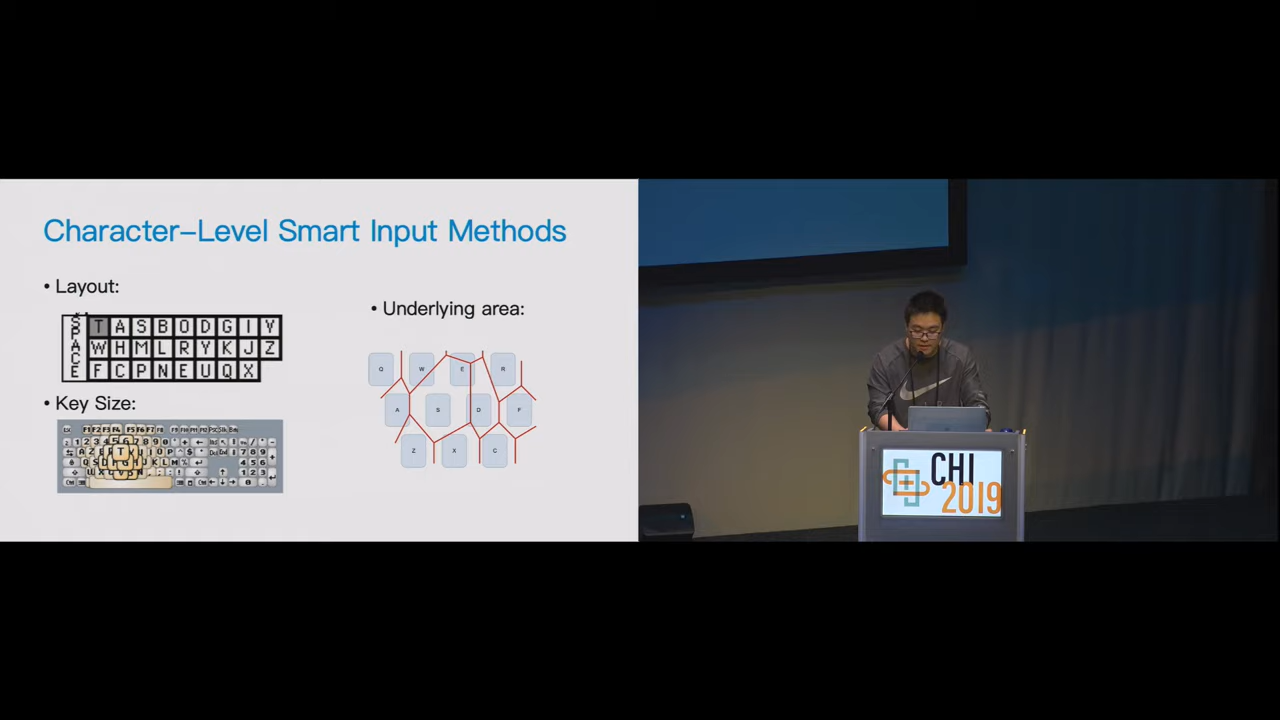 Character-Level Smart Input Methods
• Layout:
SPACE
T A S B O D G I Y
W H M L R Y K J Z
F C P N E U Q X
• Key Size:
• Underlying area:
Q W E R
A S D F
Z X C
CHI
2019